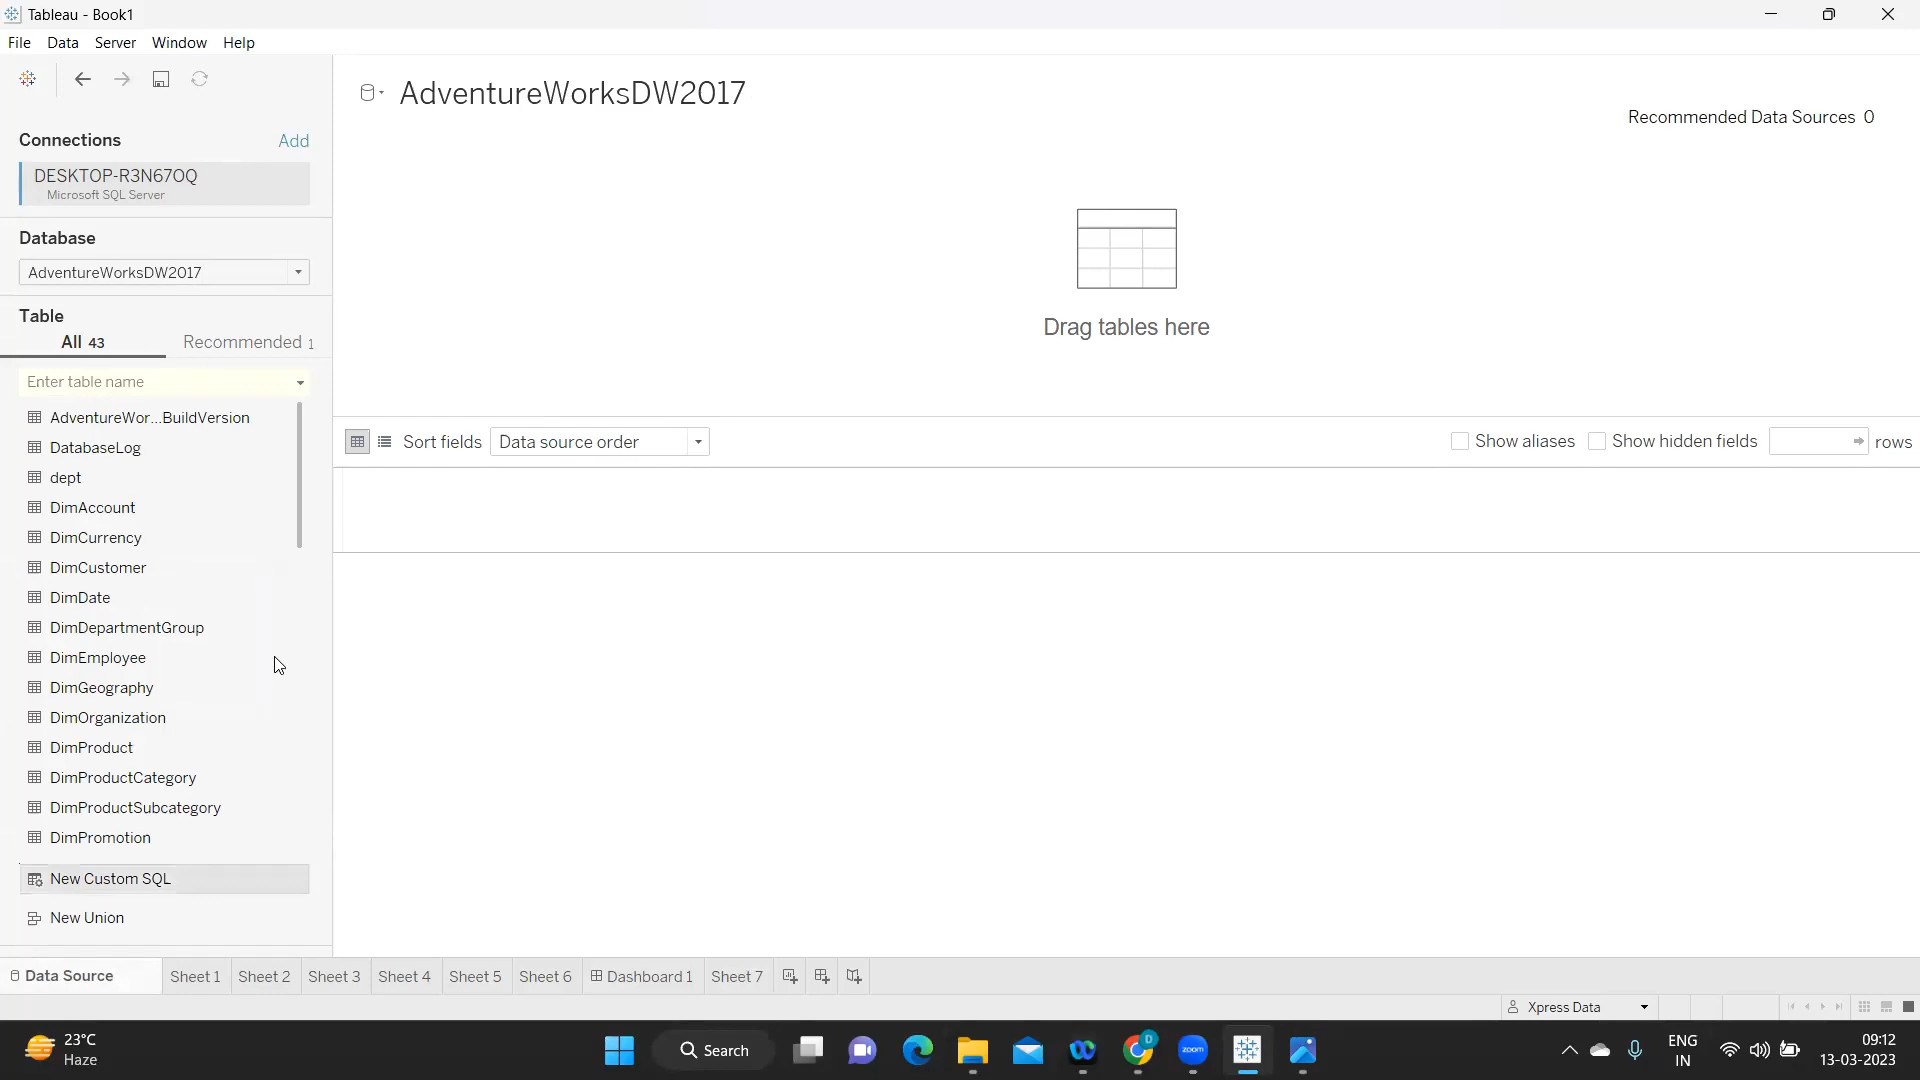 Tableau - Book1
File Data Server Window Help
AdventureWorksDW2017
Recommended Data Sources 0
Connections Add
DESKTOP-R3N67OQ
Microsoft SQL Server
Database
AdventureWorksDW2017
Table
All 43 Recommended 1
Enter table name
AdventureWor...BuildVersion
DatabaseLog
dept
DimAccount
DimCurrency
DimCustomer
DimDate
DimDepartmentGroup
DimEmployee
DimGeography
DimOrganization
DimProduct
DimProductCategory
DimProductSubcategory
DimPromotion
New Custom SQL
New Union
Drag tables here
Sort fields Data source order Show aliases Show hidden fields rows
Data Source Sheet 1 Sheet 2 Sheet 3 Sheet 4 Sheet 5 Sheet 6 Dashboard 1 Sheet 7
Xpress Data
23°C
Haze
Search
D
zoom
ENG
IN
09:12
13-03-2023